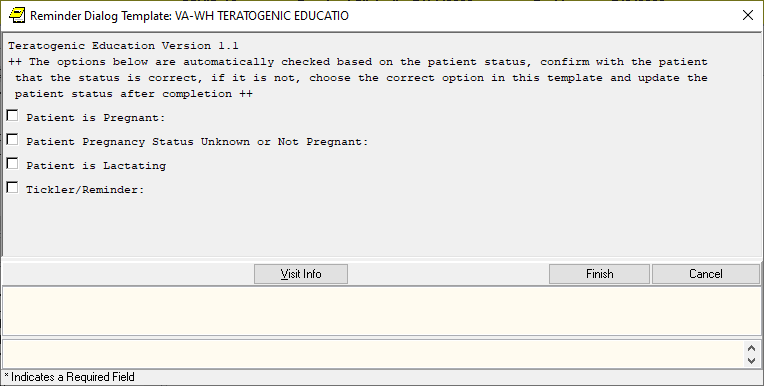 Reminder Dialog Template: VA-WH TERATOGENIC EDUCATIO
Teratogenic Education Version 1.1
++ The options below are automatically checked based on the patient status, confirm with the patient
that the status is correct, if it is not, choose the correct option in this template and update the
patient status after completion ++
Patient is Pregnant:
Patient Pregnancy Status Unknown or Not Pregnant:
Patient is Lactating
Tickler/Reminder:
Visit Info Finish Cancel
* Indicates a Required Field